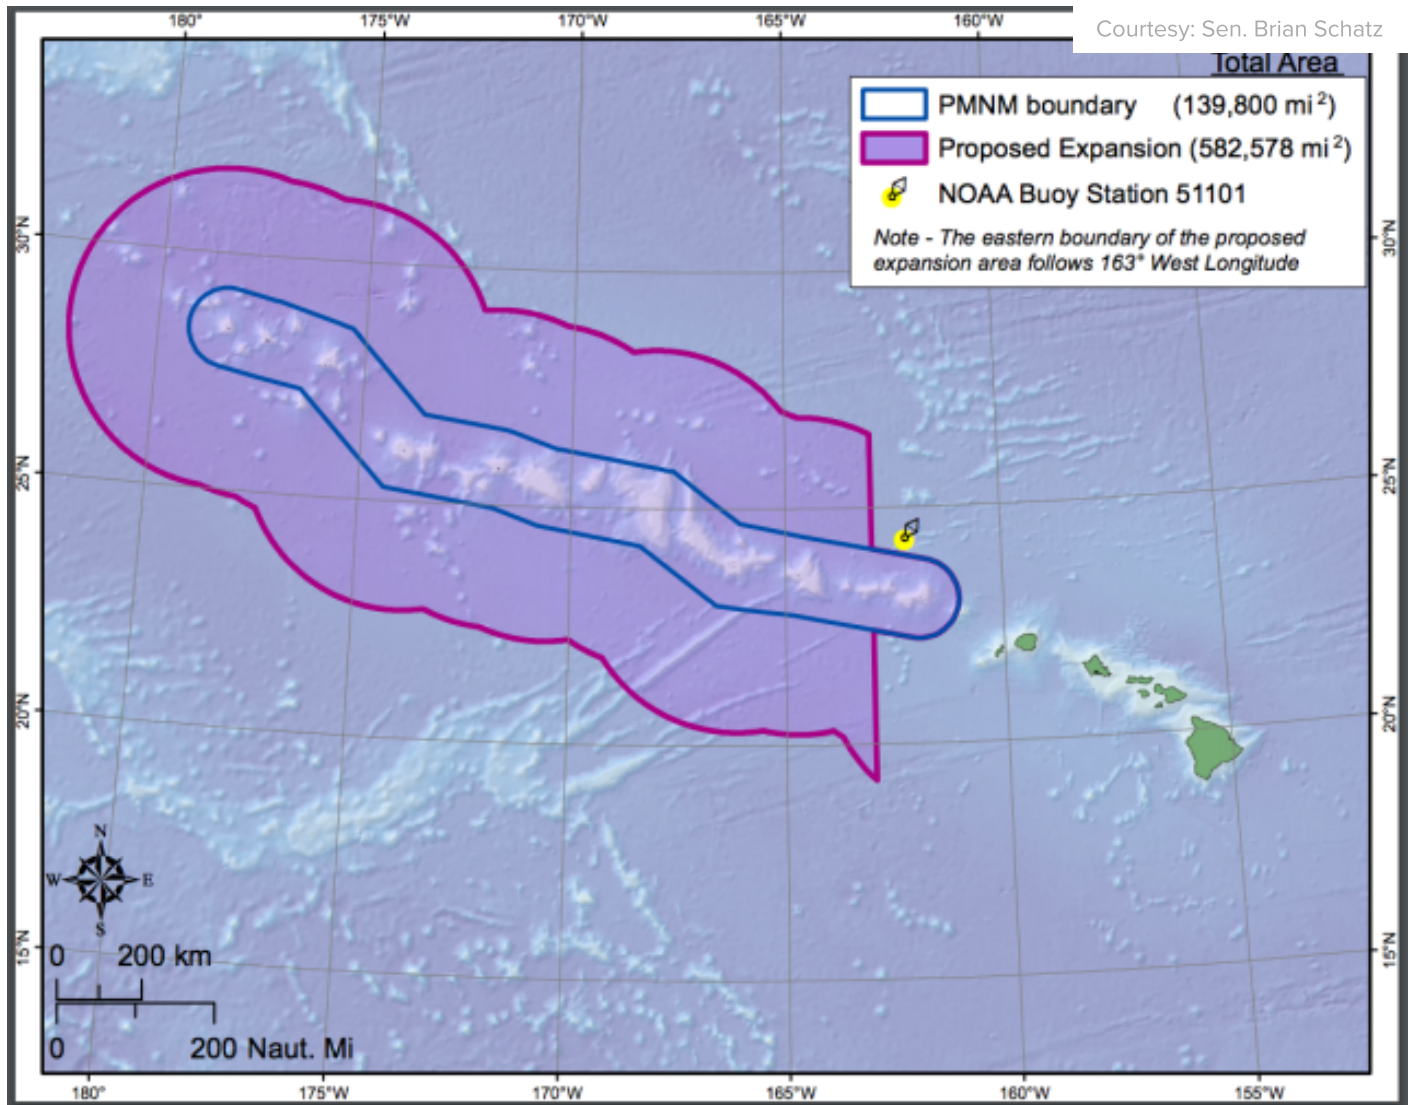 180°
175°W
170°W
165°W
160°W
Courtesy: Sen. Brian Schatz
Total Area
PMNM boundary (139,800 mi²)
Proposed Expansion (582,578 mi²)
NOAA Buoy Station 51101
Note - The eastern boundary of the proposed
expansion area follows 163° West Longitude
30°N
30°N
25°N
25°N
20°N
20°N
15°N
15°N
N
W E
S
0 200 km
0 200 Naut. Mi
180°
175°W
170°W
165°W
160°W
155°W